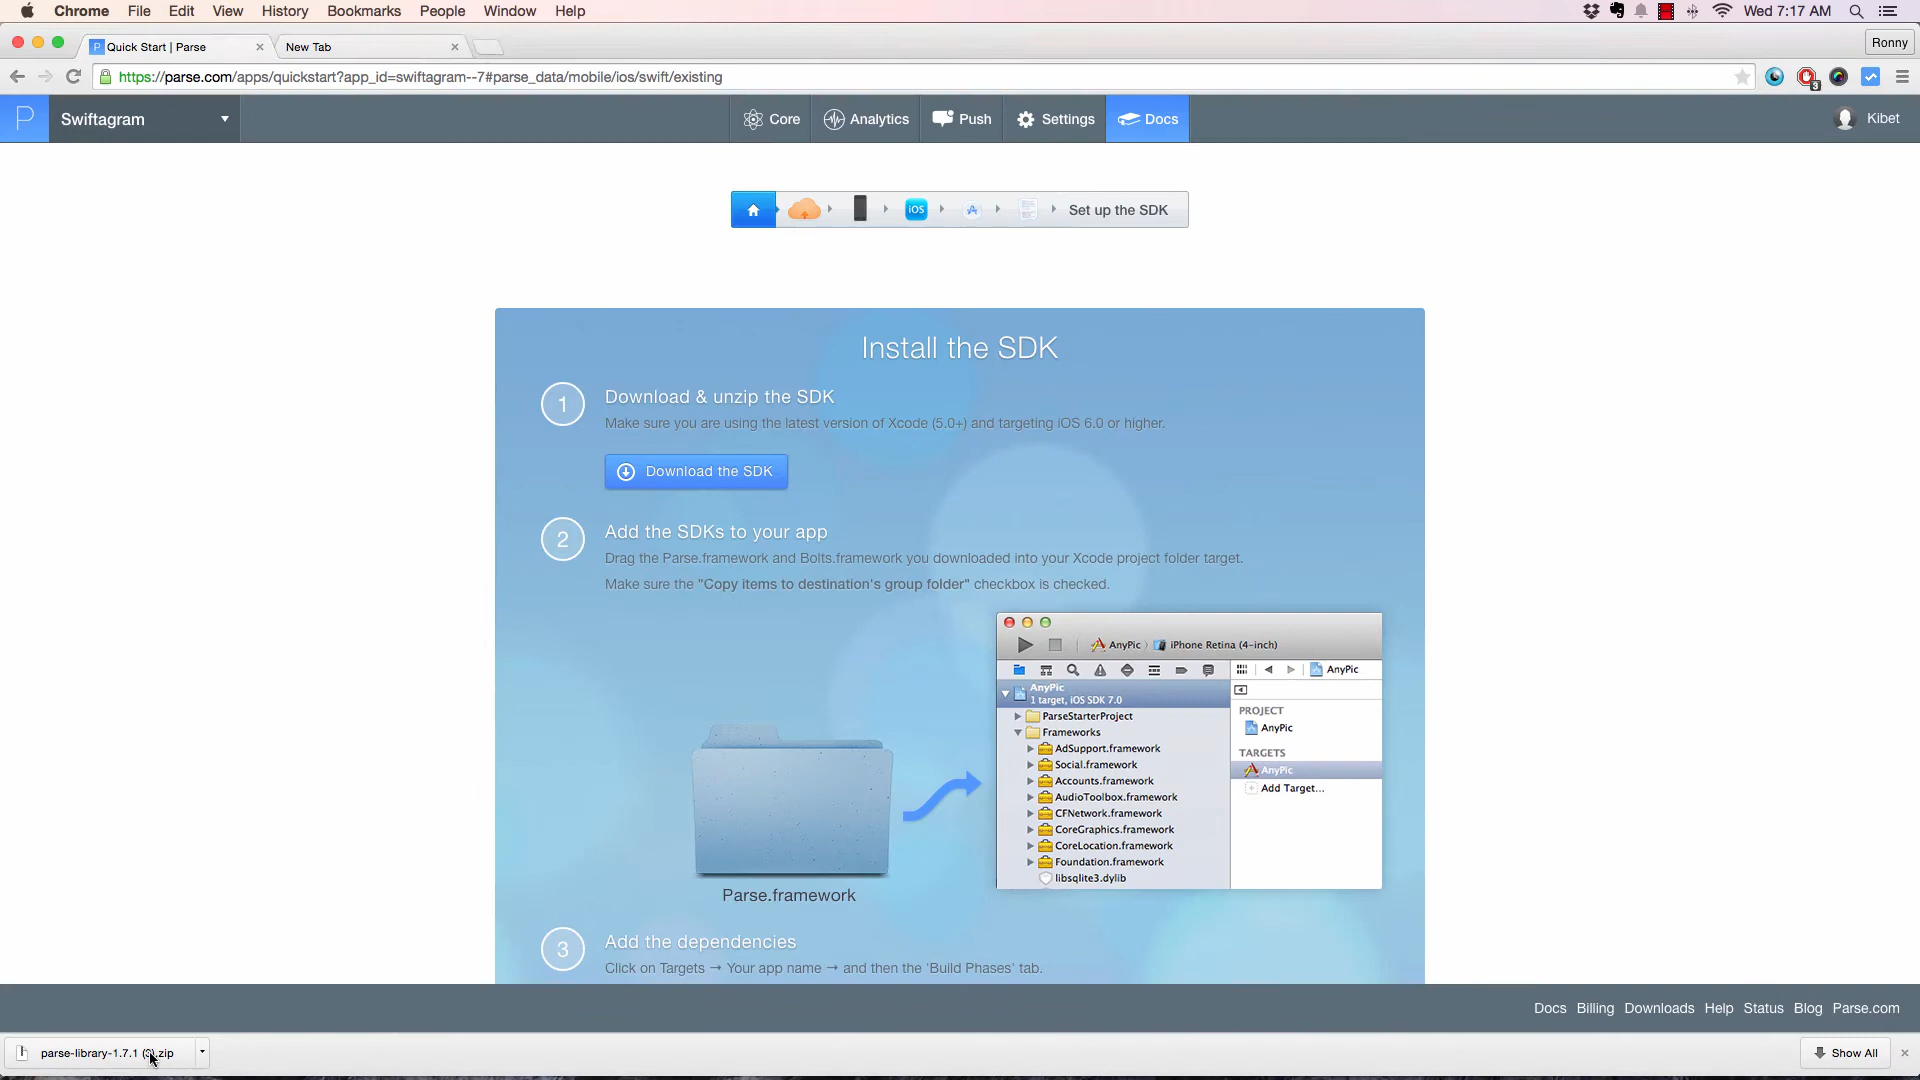 Chrome File Edit View History Bookmarks People Window Help Wed 7:17 AM
Quick Start | Parse New Tab Ronny
https://parse.com/apps/quickstart?app_id=swiftagram--7#parse_data/mobile/ios/swift/existing
P Swiftagram Core Analytics Push Settings Docs Kibet
iOS Set up the SDK
Install the SDK
1 Download & unzip the SDK
Make sure you are using the latest version of Xcode (5.0+) and targeting iOS 6.0 or higher.
Download the SDK
2 Add the SDKs to your app
Drag the Parse.framework and Bolts.framework you downloaded into your Xcode project folder target.
Make sure the "Copy items to destination's group folder" checkbox is checked.
AnyPic iPhone Retina (4-inch)
AnyPic
AnyPic
1 target, iOS SDK 7.0
ParseStarterProject
Frameworks
AdSupport.framework
Social.framework
Accounts.framework
AudioToolbox.framework
CFNetwork.framework
CoreGraphics.framework
CoreLocation.framework
Foundation.framework
libsqlite3.dylib
PROJECT
AnyPic
TARGETS
AnyPic
Add Target...
Parse.framework
3 Add the dependencies
Click on Targets → Your app name → and then the 'Build Phases' tab.
Docs Billing Downloads Help Status Blog Parse.com
parse-library-1.7.1 .zip Show All